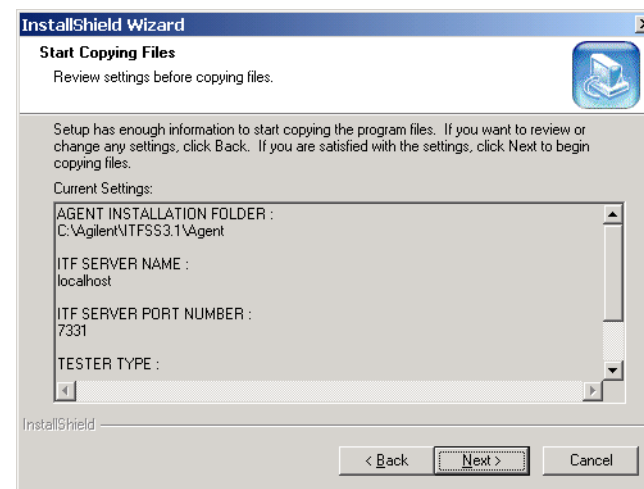 InstallShield Wizard
Start Copying Files
Review settings before copying files.
Setup has enough information to start copying the program files. If you want to review or
change any settings, click Back. If you are satisfied with the settings, click Next to begin
copying files.
Current Settings:
AGENT INSTALLATION FOLDER :
C:\Agilent\ITFSS3.1\Agent
ITF SERVER NAME :
localhost
ITF SERVER PORT NUMBER :
7331
TESTER TYPE :
InstallShield
< Back Next > Cancel